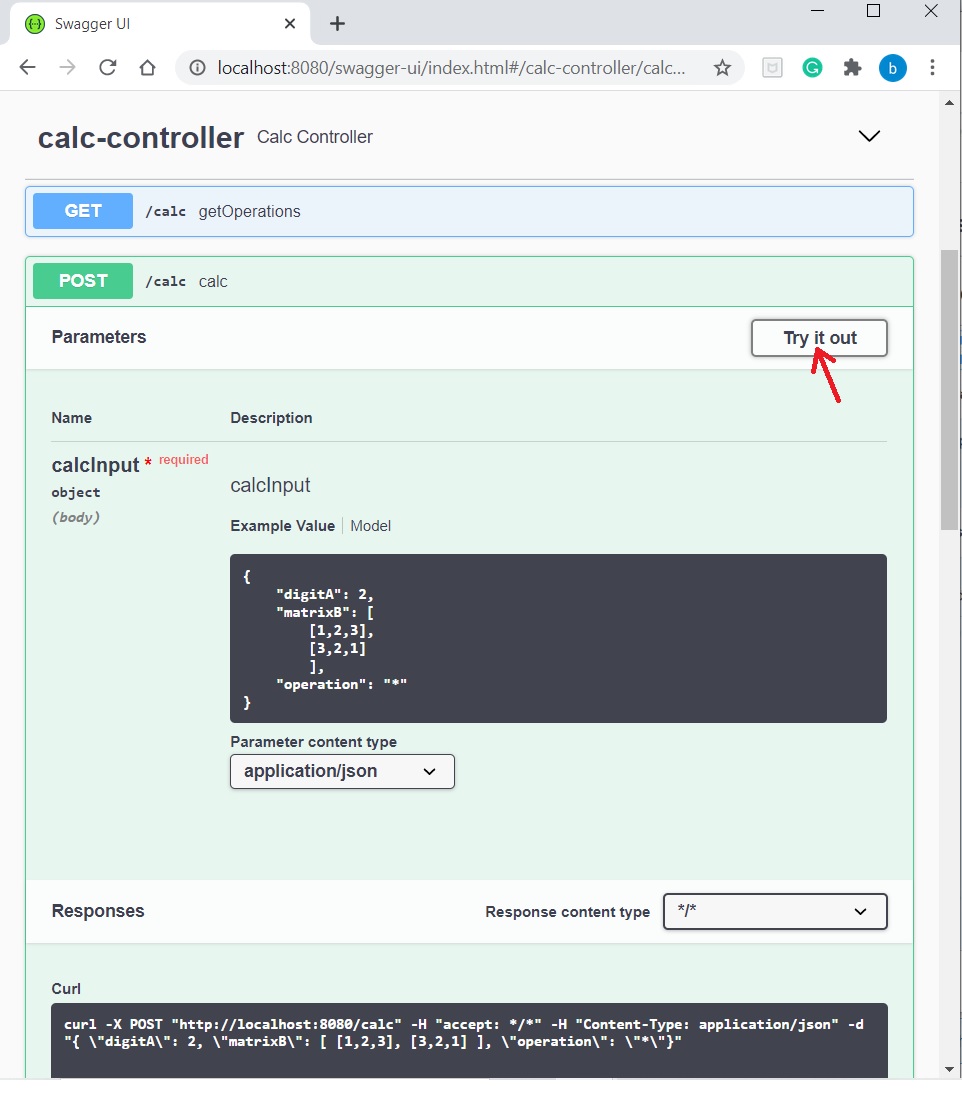 Swagger UI
localhost:8080/swagger-ui/index.html#/calc-controller/calc...
b
calc-controller Calc Controller
GET /calc getOperations
POST /calc calc
Parameters Try it out
Name Description
calcInput * required
object
(body)
calcInput
Example Value Model
{
    "digitA": 2,
    "matrixB": [
        [1,2,3],
        [3,2,1]
        ],
    "operation": "*"
}
Parameter content type
application/json
Responses Response content type */*
Curl
curl -X POST "http://localhost:8080/calc" -H "accept: */*" -H "Content-Type: application/json" -d
"{ \"digitA\": 2, \"matrixB\": [ [1,2,3], [3,2,1] ], \"operation\": \"*\"}"